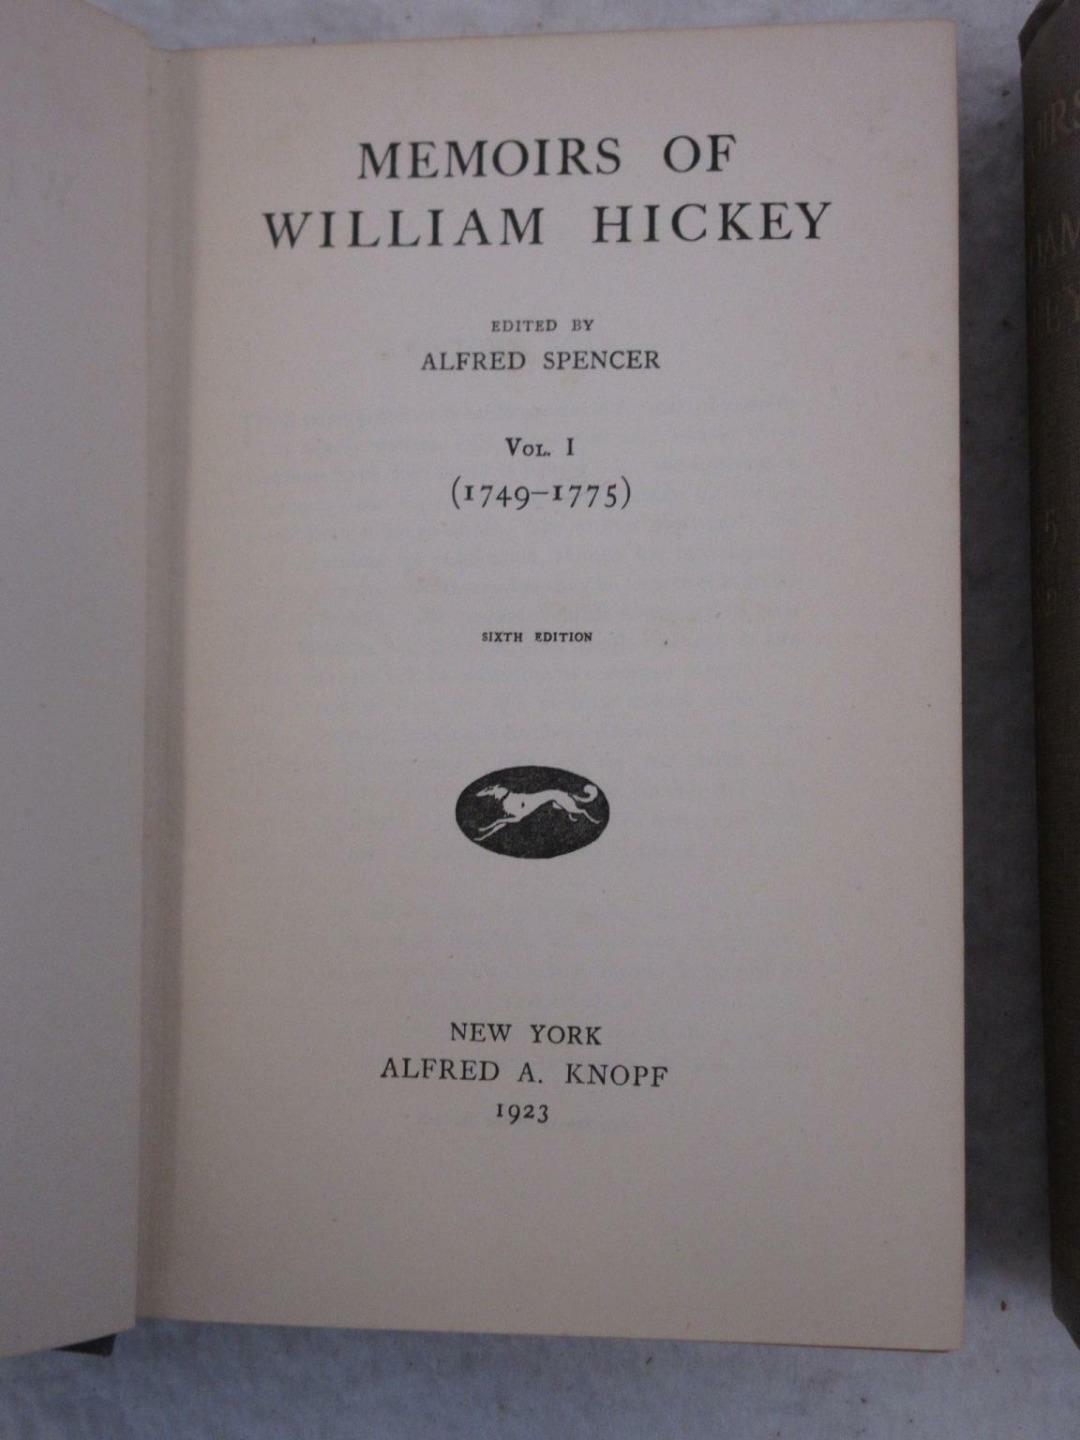 MEMOIRS OF
WILLIAM HICKEY
EDITED BY
ALFRED SPENCER
VOL. I
(1749–1775)
SIXTH EDITION
NEW YORK
ALFRED A. KNOPF
1923